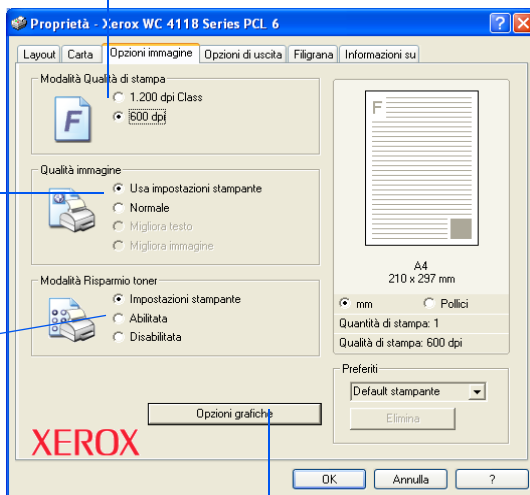 Proprietà - Xerox WC 4118 Series PCL 6
Layout Carta Opzioni immagine Opzioni di uscita Filigrana Informazioni su
Modalità Qualità di stampa
1.200 dpi Class
600 dpi
Qualità immagine
Usa impostazioni stampante
Normale
Migliora testo
Migliora immagine
Modalità Risparmio toner
Impostazioni stampante
Abilitata
Disabilitata
Opzioni grafiche
XEROX
F
F
A4
210 x 297 mm
mm Pollici
Quantità di stampa: 1
Qualità di stampa: 600 dpi
Preferiti
Default stampante
Elimina
OK Annulla ?